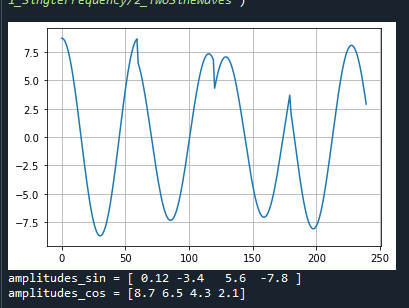 1_SingleFrequency/2_TwoSineWaves")
7.5
5.0
2.5
0.0
−2.5
−5.0
−7.5
0 50 100 150 200 250
amplitudes_sin = [ 0.12 -3.4   5.6  -7.8 ]
amplitudes_cos = [8.7 6.5 4.3 2.1]